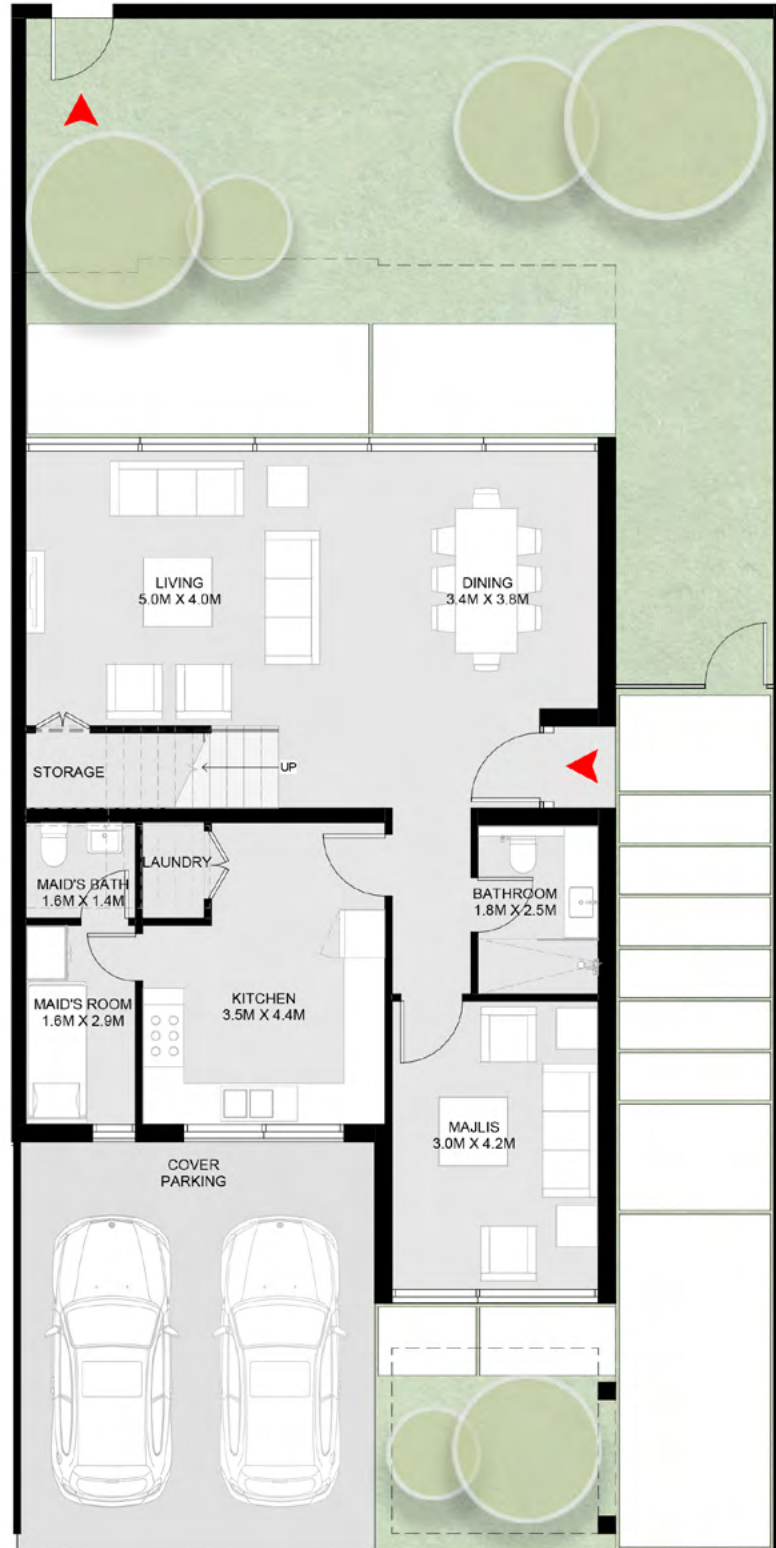 LIVING
5.0M X 4.0M
DINING
3.4M X 3.8M
STORAGE
UP
LAUNDRY
MAID'S BATH
1.6M X 1.4M
BATHROOM
1.8M X 2.5M
MAID'S ROOM
1.6M X 2.9M
KITCHEN
3.5M X 4.4M
MAJLIS
3.0M X 4.2M
COVER
PARKING